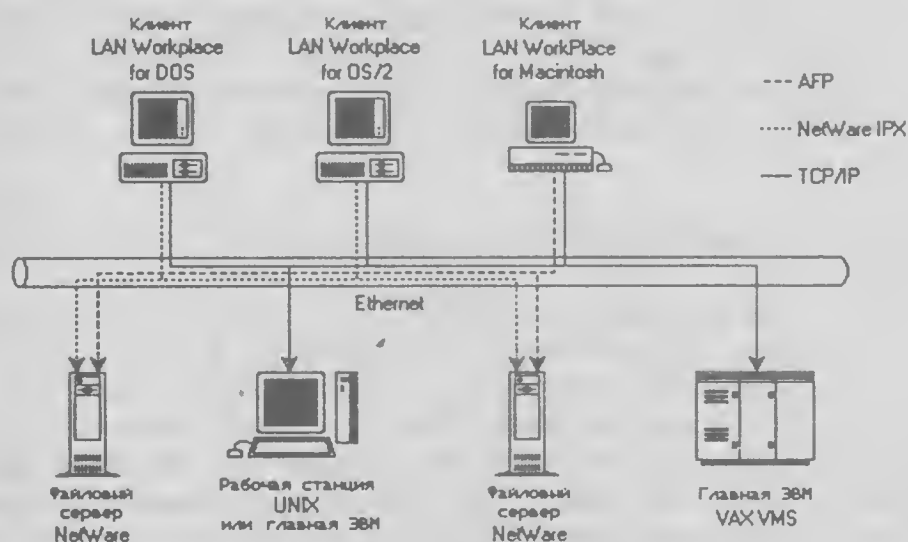 Клиент
LAN Workplace
for DOS
Клиент
LAN Workplace
for OS/2
Клиент
LAN WorkPlace
for Macintosh
AFP
NetWare IPX
TCP/IP
Ethernet
Файловый
сервер
NetWare
Рабочая станция
UNIX
или главная ЭВМ
Файловый
сервер
NetWare
Главная ЭВМ
VAX VMS